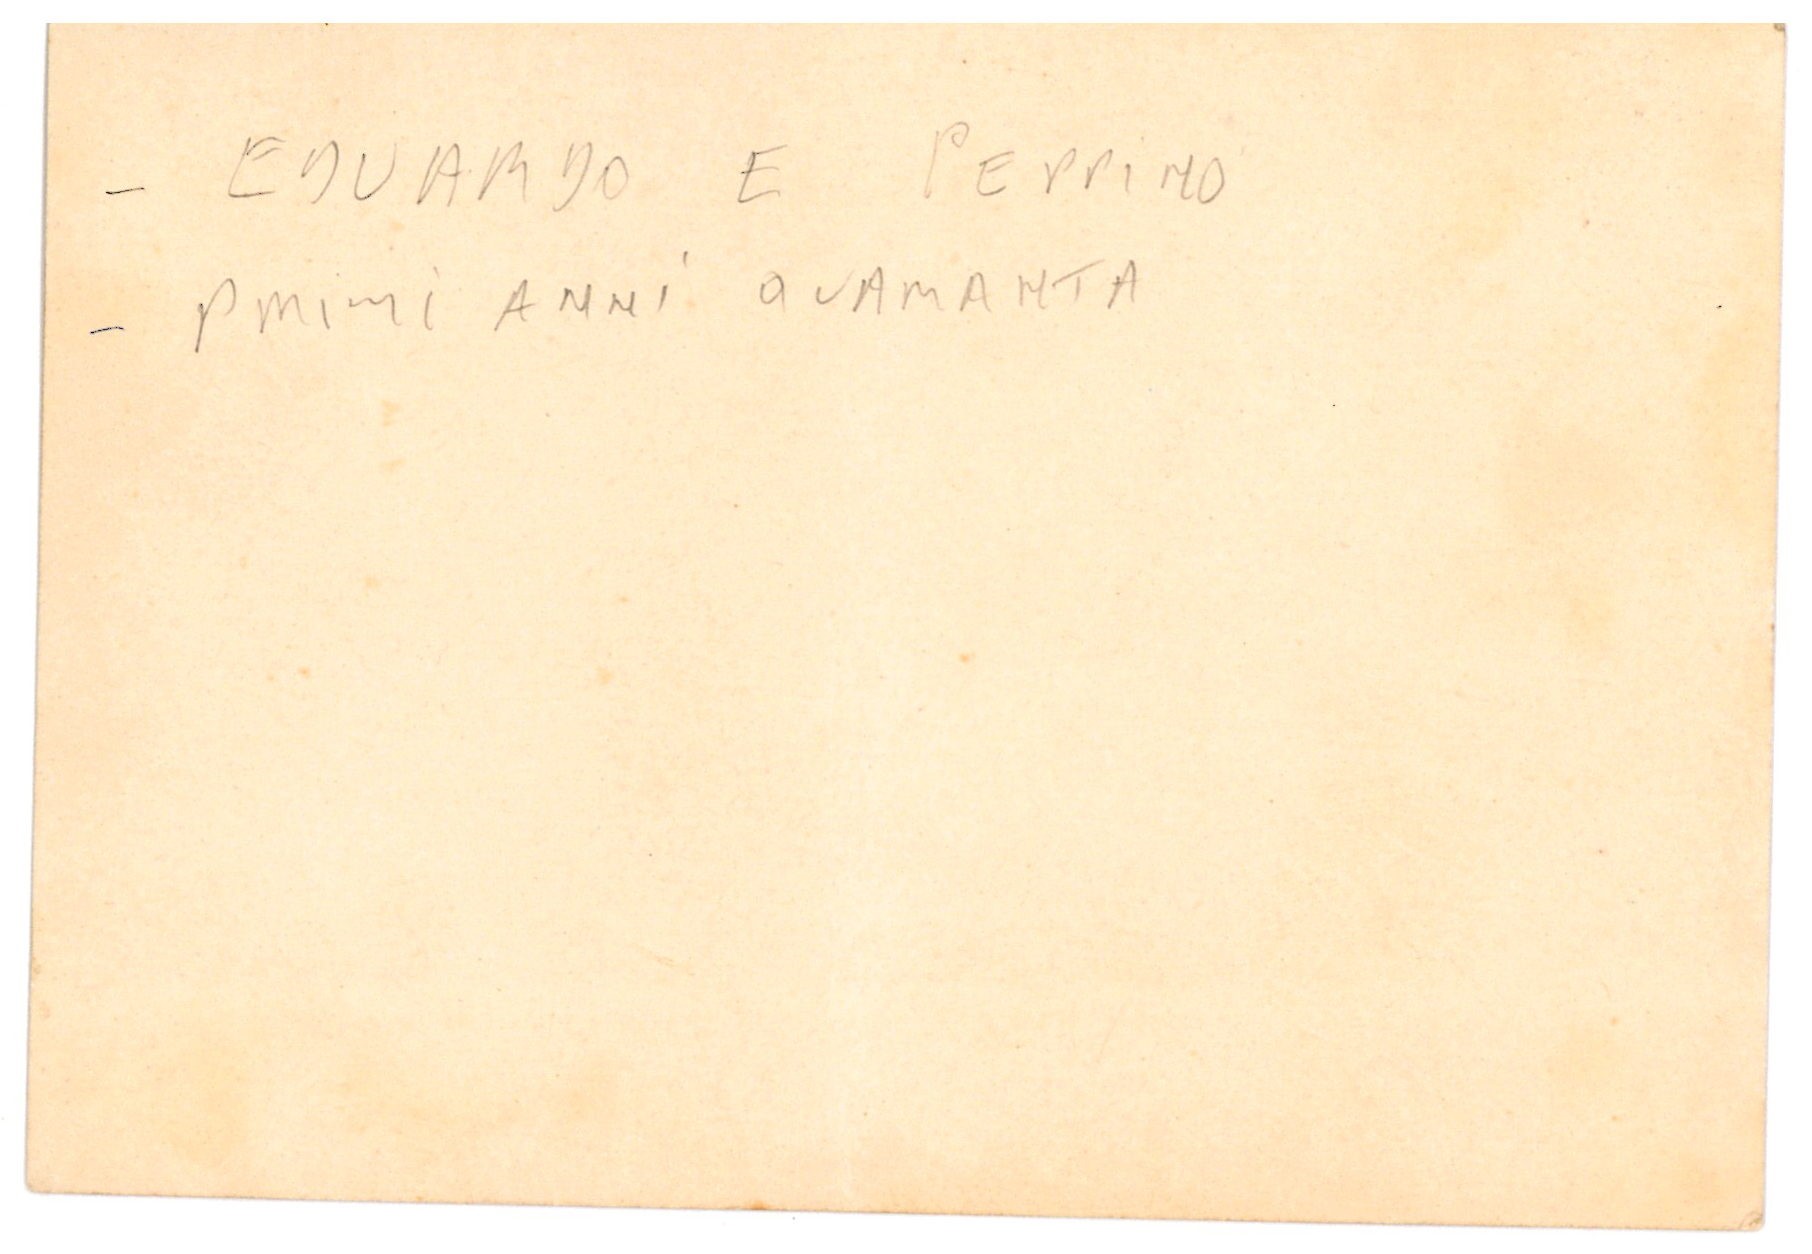 - EDUARDO E PEPPINO
- PRIMI ANNI QUARANTA